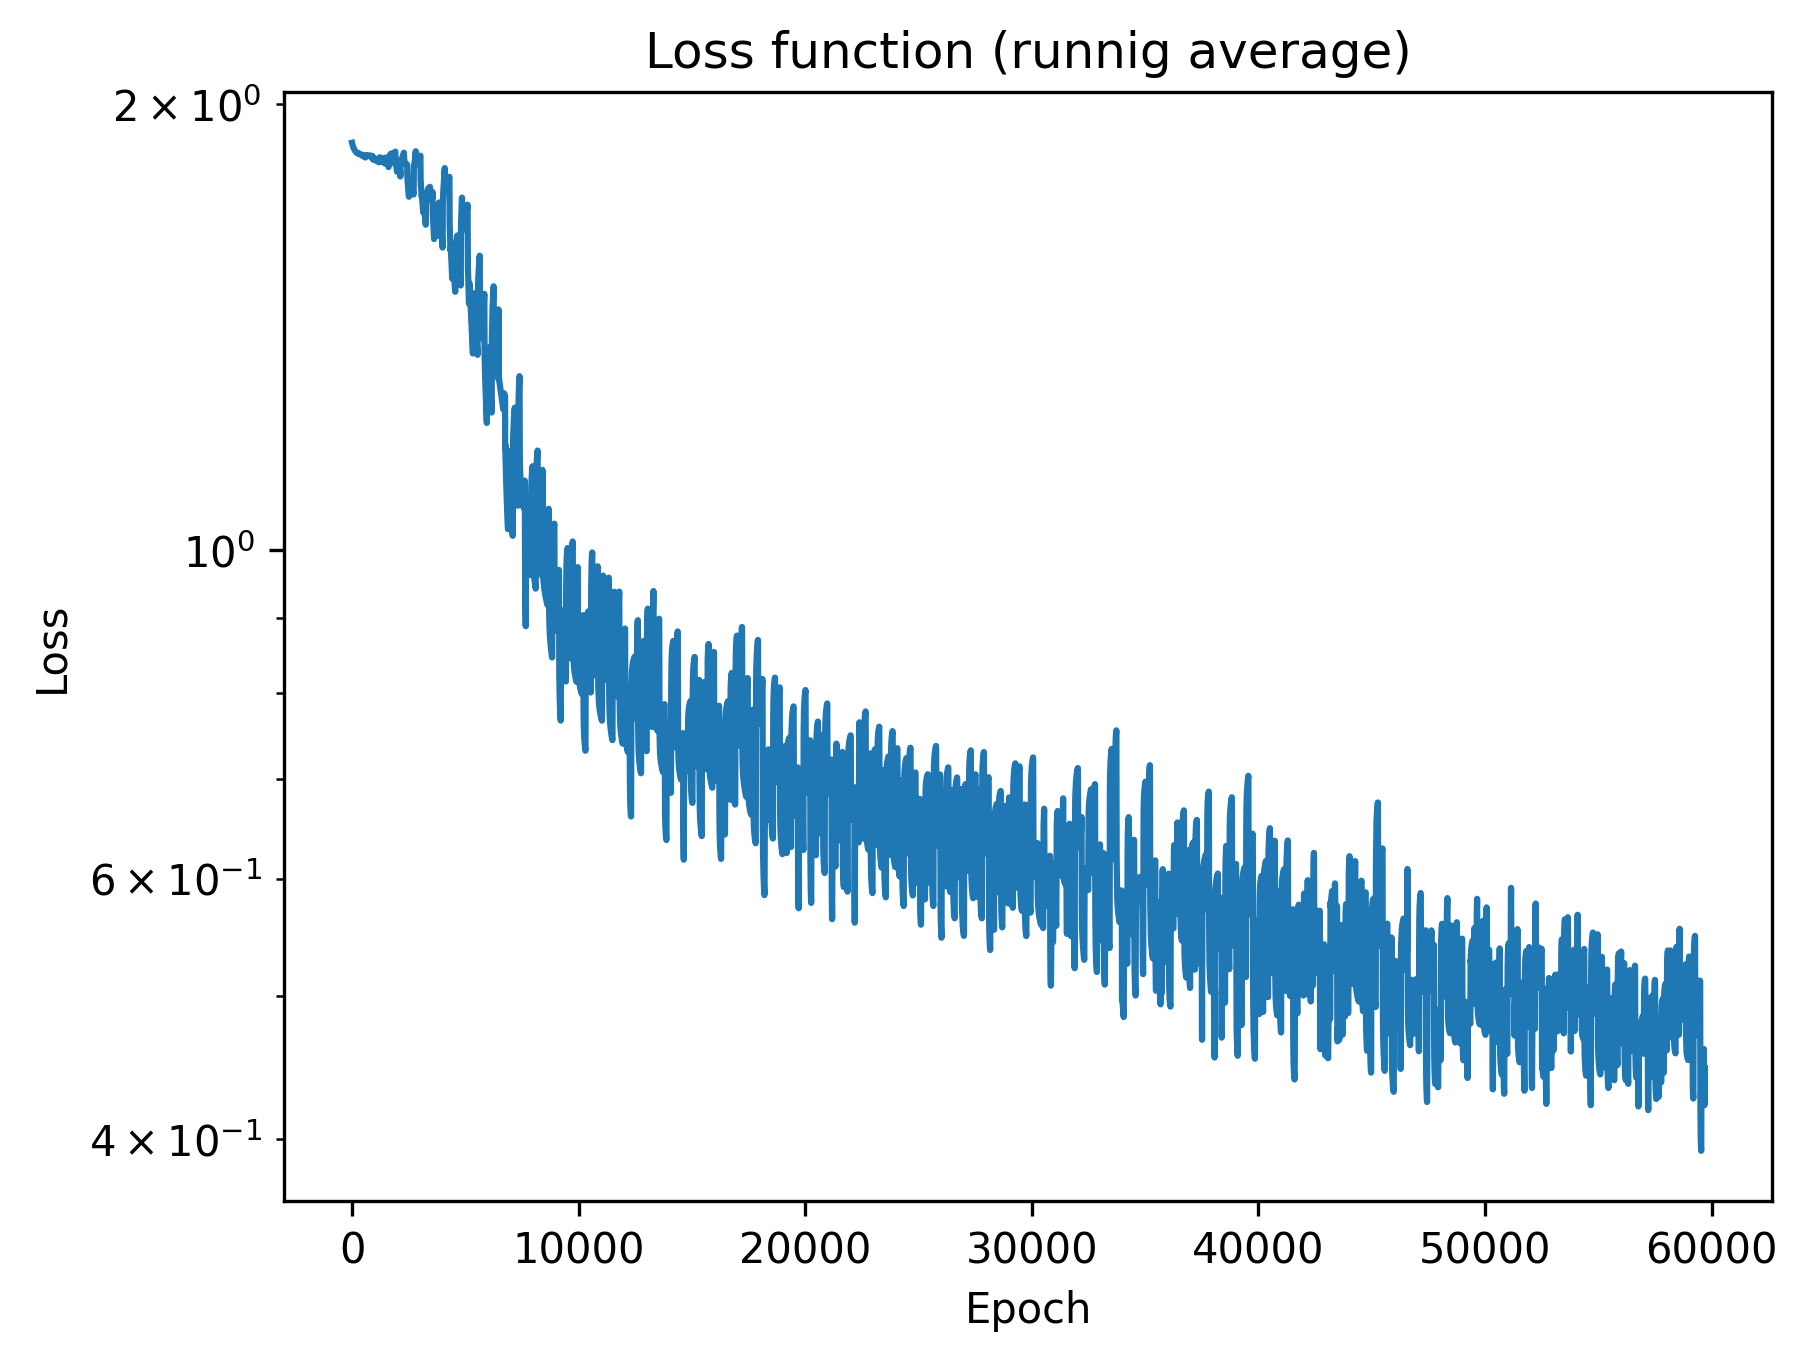 Loss function (runnig average)
2 × 10⁰
10⁰
6 × 10⁻¹
4 × 10⁻¹
Loss
0 10000 20000 30000 40000 50000 60000
Epoch